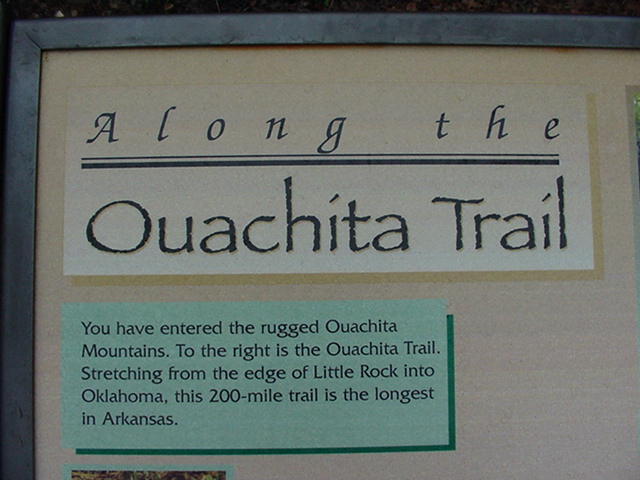 Along the
Ouachita Trail
You have entered the rugged Ouachita
Mountains. To the right is the Ouachita Trail.
Stretching from the edge of Little Rock into
Oklahoma, this 200-mile trail is the longest
in Arkansas.